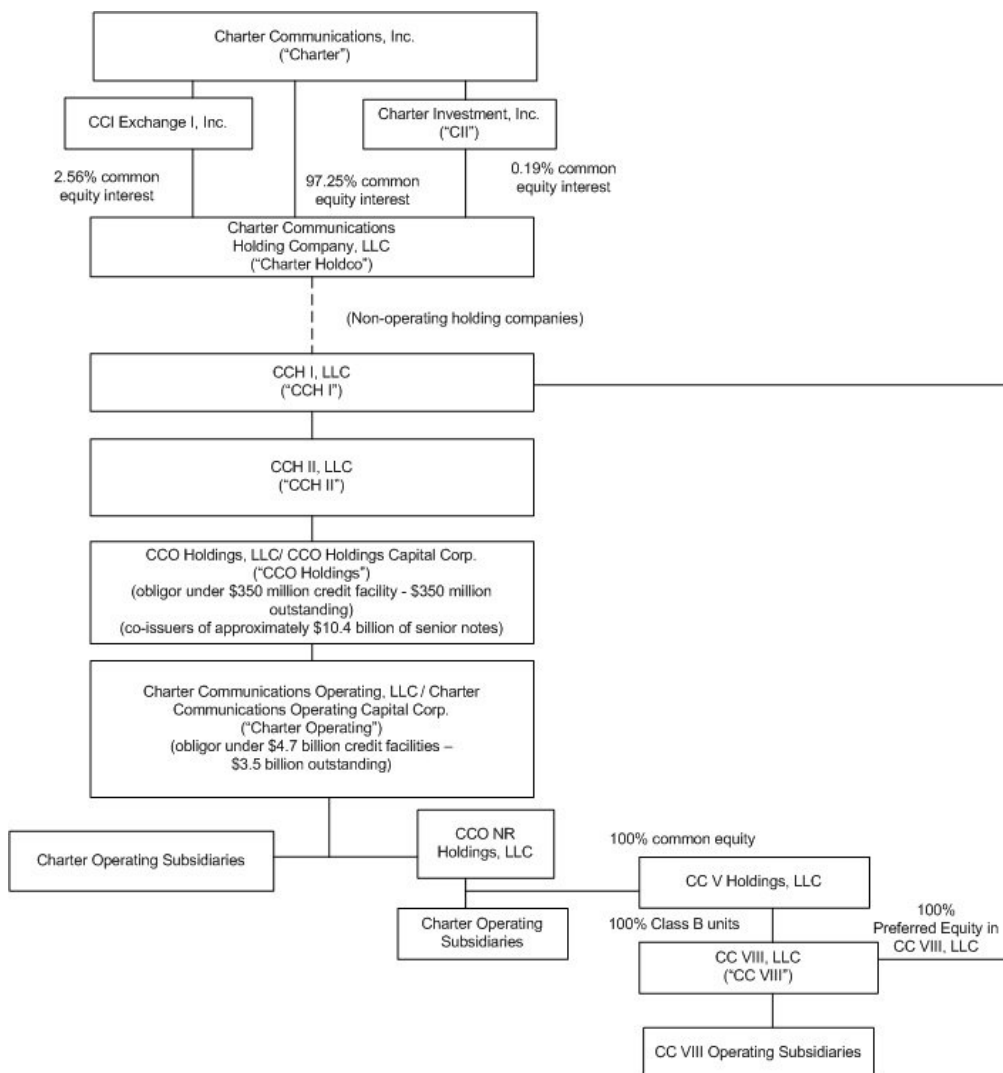 Charter Communications, Inc.
(“Charter”)
CCI Exchange I, Inc.
Charter Investment, Inc.
(“CII”)
2.56% common
equity interest
97.25% common
equity interest
0.19% common
equity interest
Charter Communications
Holding Company, LLC
(“Charter Holdco”)
(Non-operating holding companies)
CCH I, LLC
(“CCH I”)
CCH II, LLC
(“CCH II”)
CCO Holdings, LLC/ CCO Holdings Capital Corp.
(“CCO Holdings”)
(obligor under $350 million credit facility - $350 million
outstanding)
(co-issuers of approximately $10.4 billion of senior notes)
Charter Communications Operating, LLC / Charter
Communications Operating Capital Corp.
(“Charter Operating”)
(obligor under $4.7 billion credit facilities –
$3.5 billion outstanding)
Charter Operating Subsidiaries
CCO NR
Holdings, LLC
100% common equity
CC V Holdings, LLC
Charter Operating
Subsidiaries
100% Class B units
100%
Preferred Equity in
CC VIII, LLC
CC VIII, LLC
(“CC VIII”)
CC VIII Operating Subsidiaries